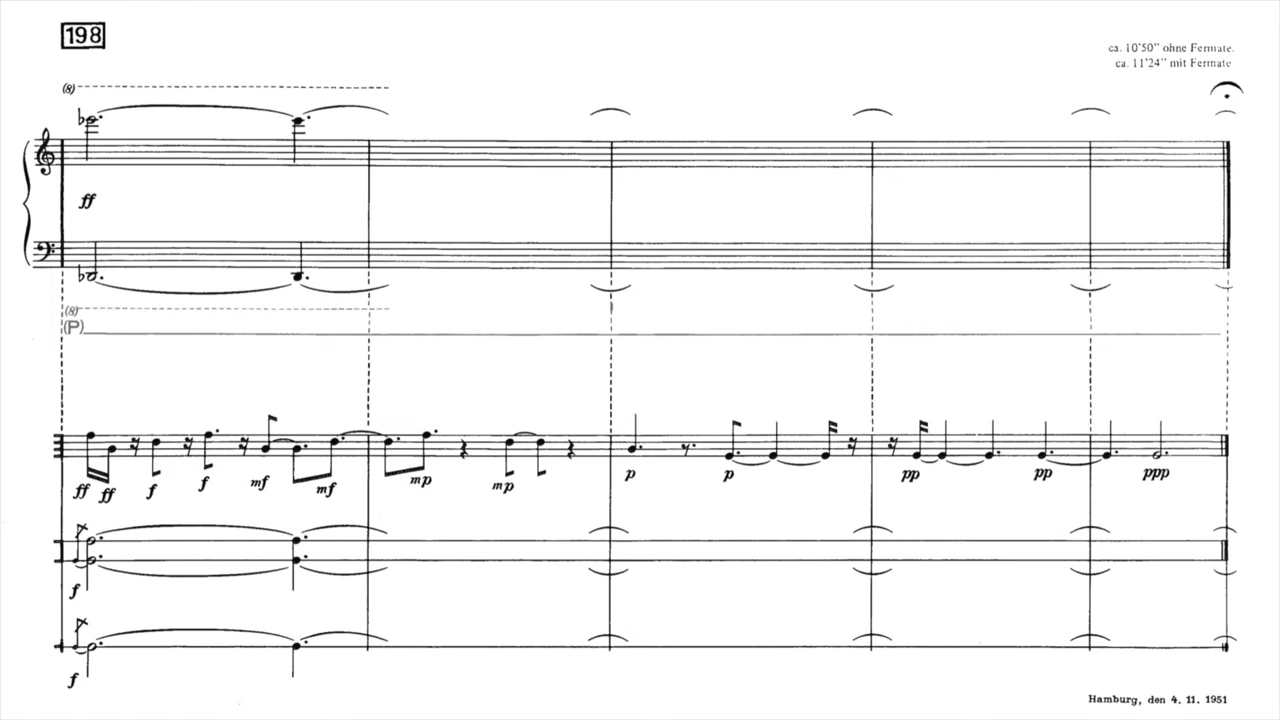 198
ca. 10'50" ohne Fermate.
ca. 11'24" mit Fermate
(8)
ff
(8)
(P)
ff ff f f mf mf mp mp p p pp pp ppp
f
f
Hamburg, den 4. 11. 1951